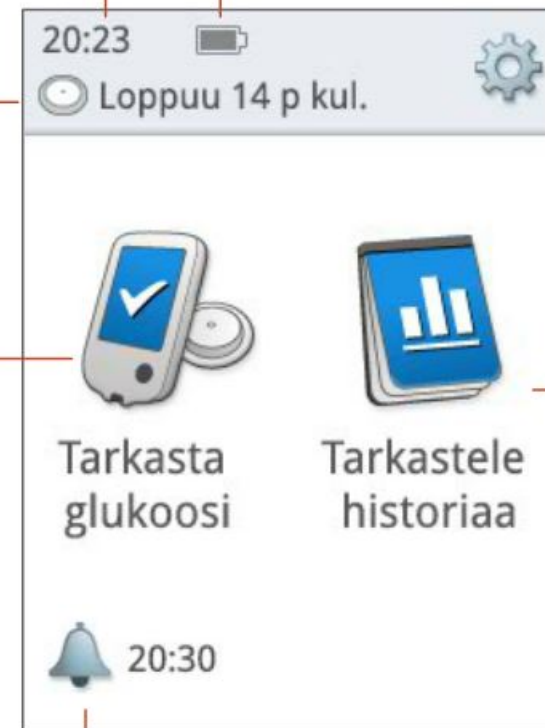 20:23
Loppuu 14 p kul.
Tarkasta
glukoosi
Tarkastele
historiaa
20:30